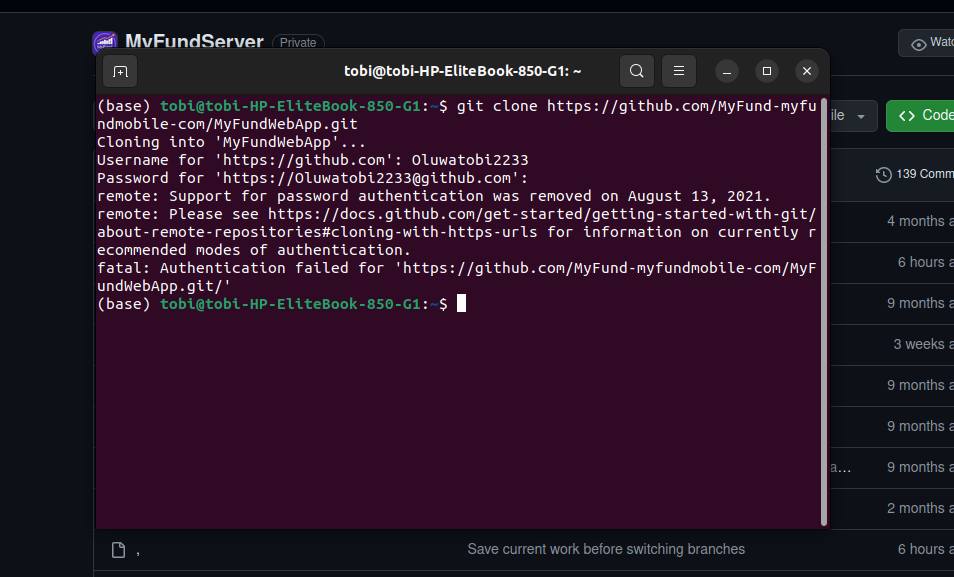 MyFundServer Private
Watc
tobi@tobi-HP-EliteBook-850-G1: ~
(base) tobi@tobi-HP-EliteBook-850-G1:~$ git clone https://github.com/MyFund-myfu
ndmobile-com/MyFundWebApp.git
Cloning into 'MyFundWebApp'...
Username for 'https://github.com': Oluwatobi2233
Password for 'https://Oluwatobi2233@github.com':
remote: Support for password authentication was removed on August 13, 2021.
remote: Please see https://docs.github.com/get-started/getting-started-with-git/
about-remote-repositories#cloning-with-https-urls for information on currently r
ecommended modes of authentication.
fatal: Authentication failed for 'https://github.com/MyFund-myfundmobile-com/MyF
undWebApp.git/'
(base) tobi@tobi-HP-EliteBook-850-G1:~$
ile
Code
139 Comm
4 months a
6 hours a
9 months a
3 weeks a
9 months a
9 months a
a... 9 months a
2 months a
, Save current work before switching branches 6 hours a